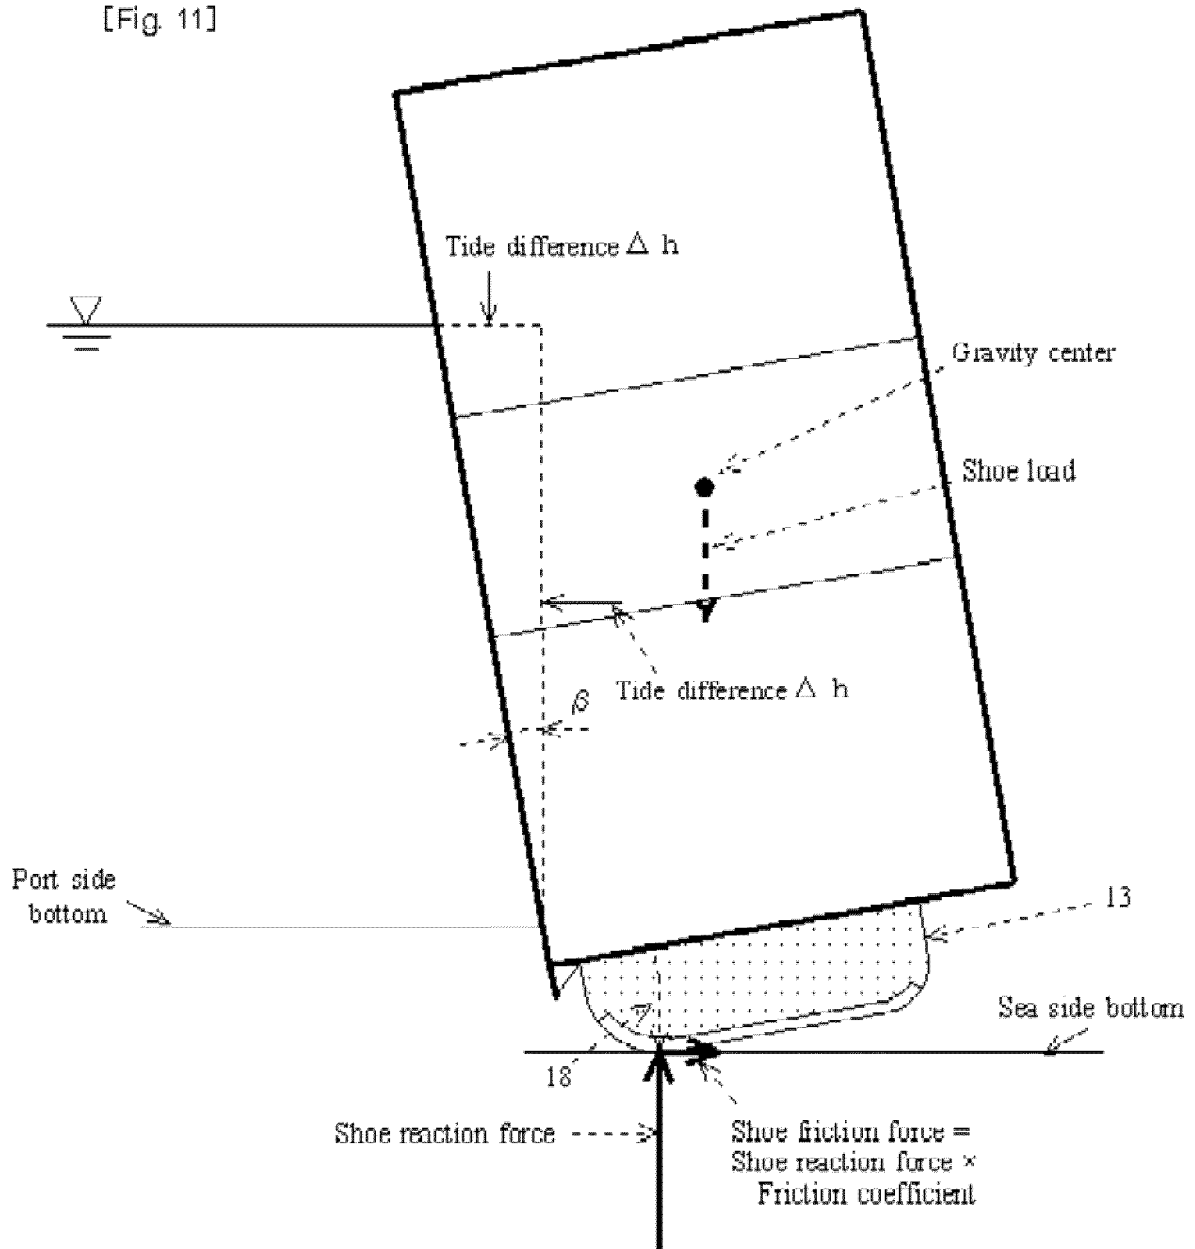 [Fig. 11]
Tide difference △ h
Gravity center
Shoe load
Tide difference △ h
β
Port side
bottom
13
Sea side bottom
18
Shoe reaction force
Shoe friction force =
Shoe reaction force ×
Friction coefficient